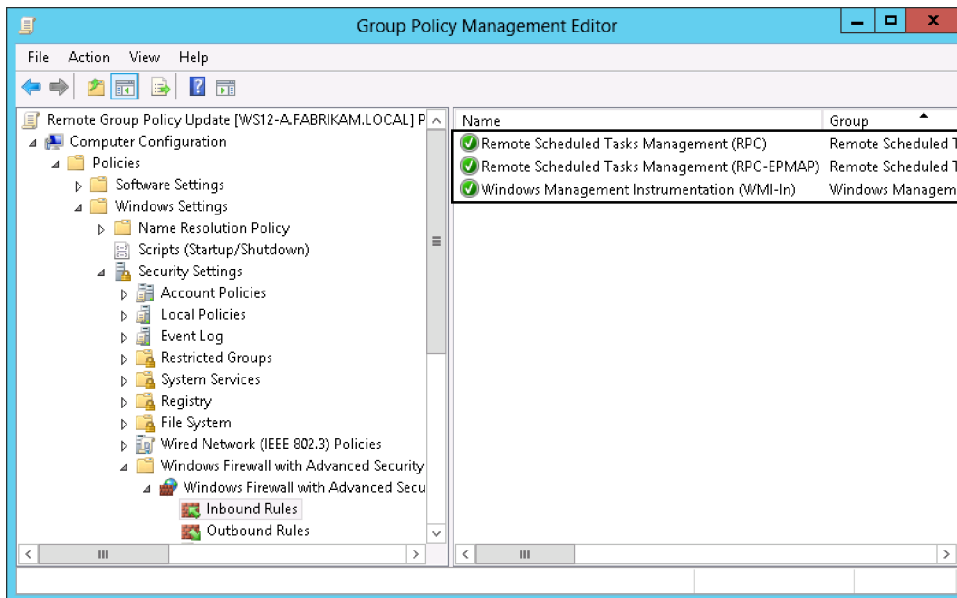 Group Policy Management Editor
File Action View Help
Remote Group Policy Update [WS12-A.FABRIKAM.LOCAL] P
Computer Configuration
Policies
Software Settings
Windows Settings
Name Resolution Policy
Scripts (Startup/Shutdown)
Security Settings
Account Policies
Local Policies
Event Log
Restricted Groups
System Services
Registry
File System
Wired Network (IEEE 802.3) Policies
Windows Firewall with Advanced Security
Windows Firewall with Advanced Secu
Inbound Rules
Outbound Rules
Name Group
Remote Scheduled Tasks Management (RPC) Remote Scheduled T
Remote Scheduled Tasks Management (RPC-EPMAP) Remote Scheduled T
Windows Management Instrumentation (WMI-In) Windows Managem